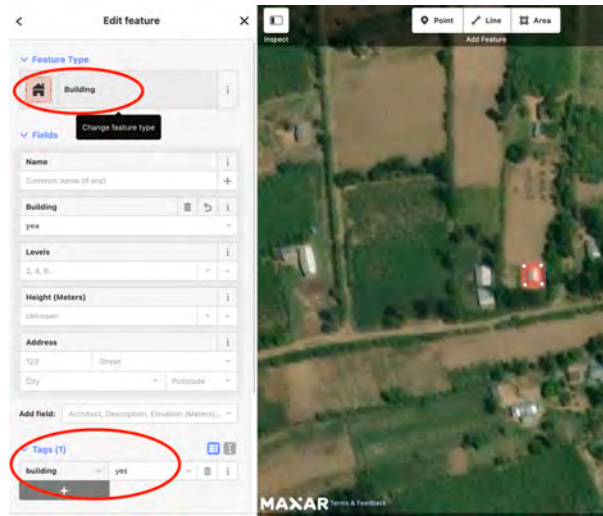 Edit feature
Feature Type
Building
Change feature type
Fields
Name
Common name (if any)
Building
yes
Levels
2, 4, 6...
Height (Meters)
Unknown
Address
123 Street
City Postcode
Add field: Architect, Description, Elevation (Meters)...
Tags (1)
building yes
Inspect
Point Line Area
Add Feature
MAXAR Terms & Feedback